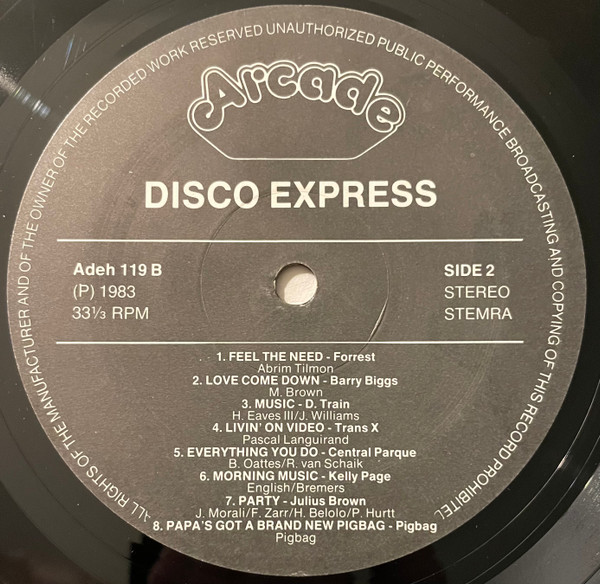 ALL RIGHTS OF THE MANUFACTURER AND OF THE OWNER OF THE RECORDED WORK RESERVED UNAUTHORIZED PUBLIC PERFORMANCE BROADCASTING AND COPYING OF THIS RECORD PROHIBITED
Arcade
DISCO EXPRESS
Adeh 119 B
(P) 1983
33⅓ RPM
SIDE 2
STEREO
STEMRA
1. FEEL THE NEED - Forrest
Abrim Tilmon
2. LOVE COME DOWN - Barry Biggs
M. Brown
3. MUSIC - D. Train
H. Eaves III/J. Williams
4. LIVIN' ON VIDEO - Trans X
Pascal Languirand
5. EVERYTHING YOU DO - Central Parque
B. Oattes/R. van Schaik
6. MORNING MUSIC - Kelly Page
English/Bremers
7. PARTY - Julius Brown
J. Morali/F. Zarr/H. Belolo/P. Hurtt
8. PAPA'S GOT A BRAND NEW PIGBAG - Pigbag
Pigbag